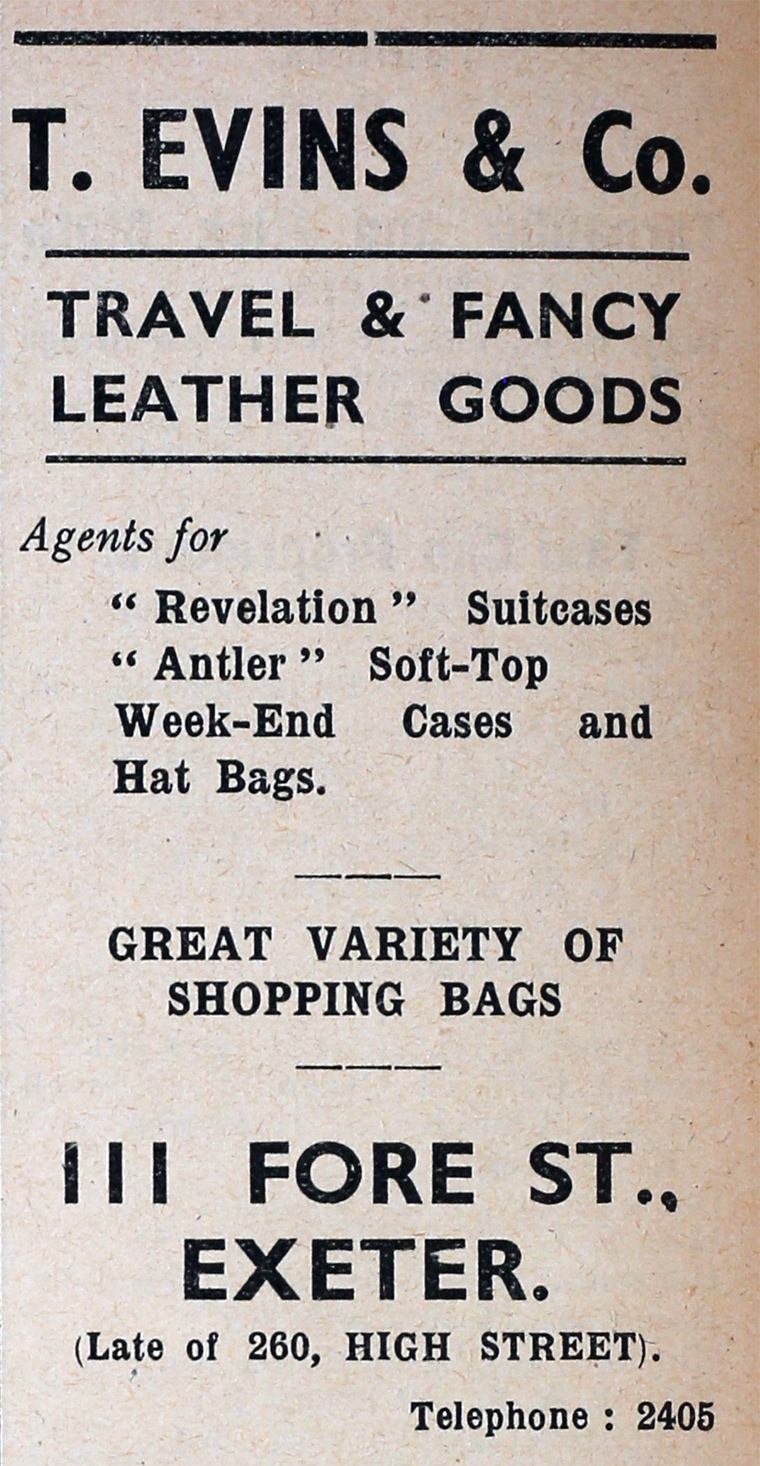 T. EVINS & Co.
TRAVEL & FANCY
LEATHER GOODS
Agents for
“ Revelation ” Suitcases
“ Antler ” Soft-Top
Week-End Cases and
Hat Bags.
GREAT VARIETY OF
SHOPPING BAGS
111 FORE ST.,
EXETER.
(Late of 260, HIGH STREET).
Telephone : 2405